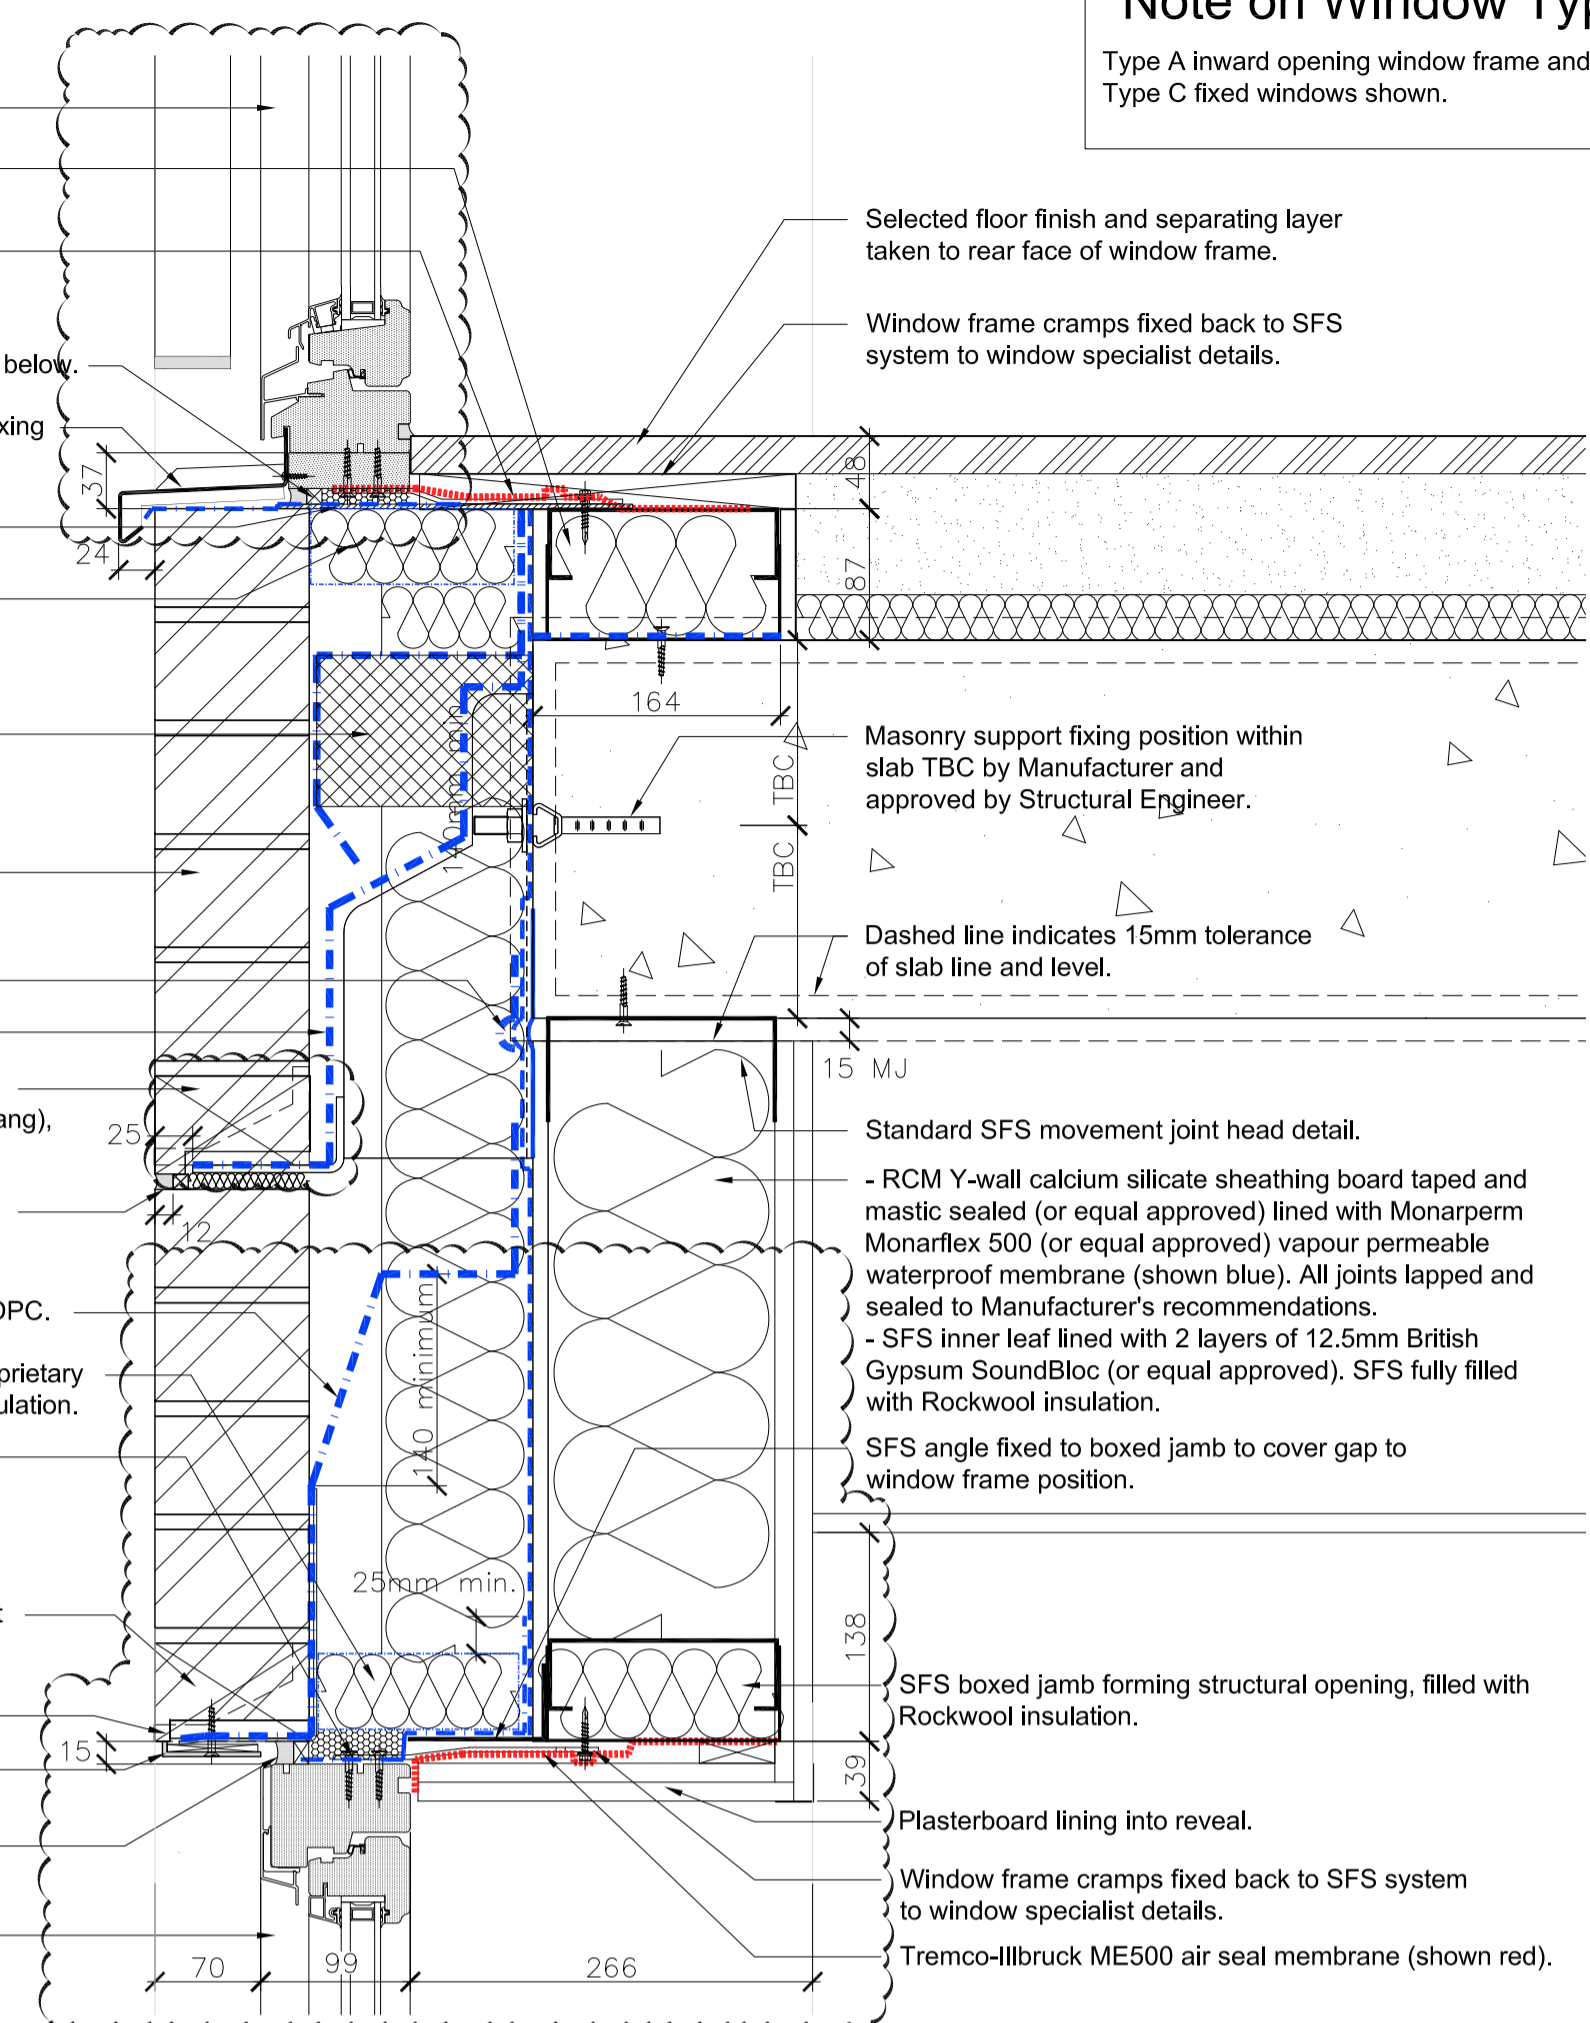 Note on Window Typ
Type A inward opening window frame and
Type C fixed windows shown.
Selected floor finish and separating layer
taken to rear face of window frame.
Window frame cramps fixed back to SFS
system to window specialist details.
below.
xing
37
24
48
87
164
140mm min
TBC
TBC
Masonry support fixing position within
slab TBC by Manufacturer and
approved by Structural Engineer.
Dashed line indicates 15mm tolerance
of slab line and level.
15 MJ
ang),
25
12
Standard SFS movement joint head detail.
- RCM Y-wall calcium silicate sheathing board taped and
mastic sealed (or equal approved) lined with Monarperm
Monarflex 500 (or equal approved) vapour permeable
waterproof membrane (shown blue). All joints lapped and
sealed to Manufacturer's recommendations.
- SFS inner leaf lined with 2 layers of 12.5mm British
Gypsum SoundBloc (or equal approved). SFS fully filled
with Rockwool insulation.
DPC.
prietary
ulation.
140 minimum
SFS angle fixed to boxed jamb to cover gap to
window frame position.
25mm min.
t
138
SFS boxed jamb forming structural opening, filled with
Rockwool insulation.
15
39
Plasterboard lining into reveal.
Window frame cramps fixed back to SFS system
to window specialist details.
Tremco-Illbruck ME500 air seal membrane (shown red).
70
99
266